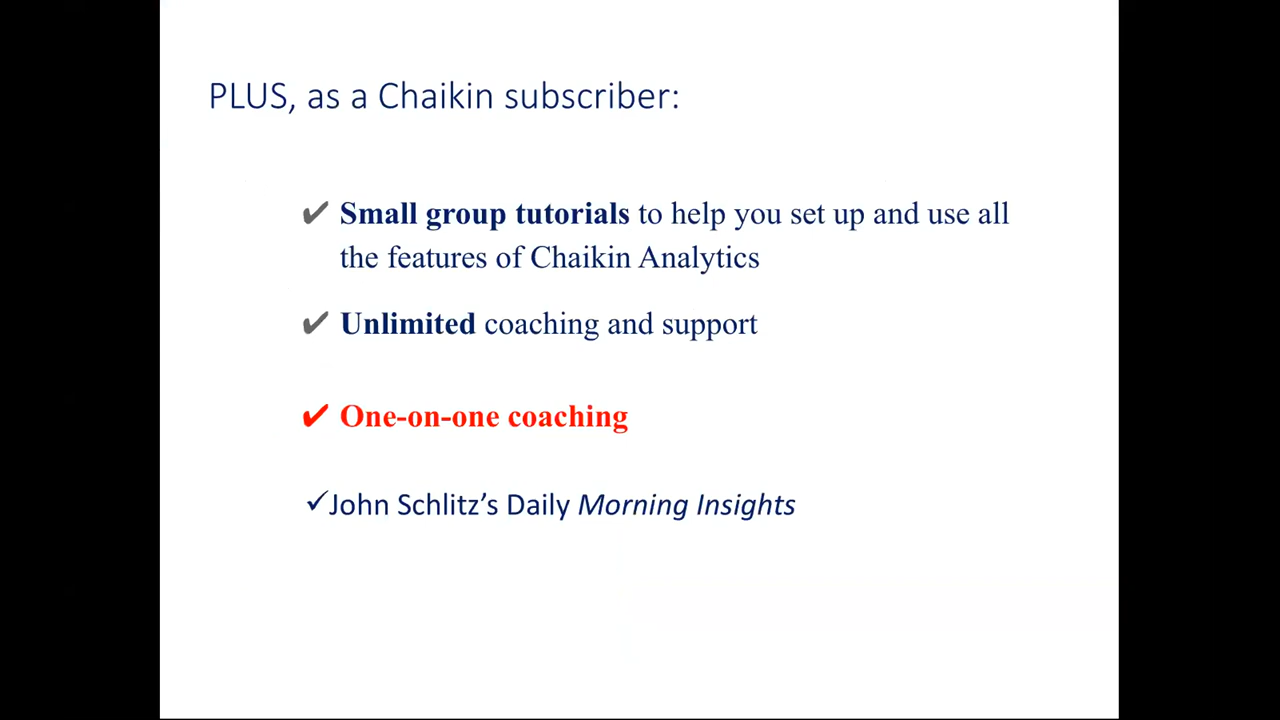 PLUS, as a Chaikin subscriber:
✔ Small group tutorials to help you set up and use all
the features of Chaikin Analytics
✔ Unlimited coaching and support
✔ One-on-one coaching
✓John Schlitz’s Daily Morning Insights